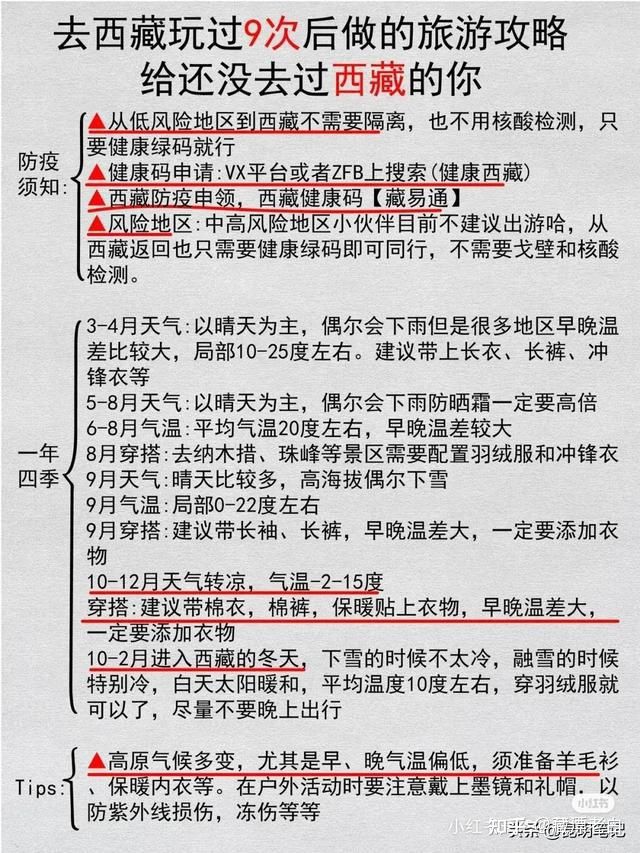 去西藏玩过9次后做的旅游攻略
给还没去过西藏的你
防疫
须知:
▲从低风险地区到西藏不需要隔离，也不用核酸检测，只
要健康绿码就行
▲健康码申请:VX平台或者ZFB上搜索(健康西藏)
▲西藏防疫申领，西藏健康码【藏易通】
▲风险地区:中高风险地区小伙伴目前不建议出游哈，从
西藏返回也只需要健康绿码即可同行，不需要戈壁和核酸
检测。
一年
四季
3-4月天气:以晴天为主，偶尔会下雨但是很多地区早晚温
差比较大，局部10-25度左右。建议带上长衣、长裤、冲
锋衣等
5-8月天气:以晴天为主，偶尔会下雨防晒霜一定要高倍
6-8月气温:平均气温20度左右，早晚温差较大
8月穿搭:去纳木措、珠峰等景区需要配置羽绒服和冲锋衣
9月天气:晴天比较多，高海拔偶尔下雪
9月气温:局部0-22度左右
9月穿搭:建议带长袖、长裤，早晚温差大，一定要添加衣
物
10-12月天气转凉，气温-2-15度
穿搭:建议带棉衣，棉裤，保暖贴上衣物，早晚温差大，
一定要添加衣物
10-2月进入西藏的冬天，下雪的时候不太冷，融雪的时候
特别冷，白天太阳暖和，平均温度10度左右，穿羽绒服就
可以了，尽量不要晚上出行
Tips:
▲高原气候多变，尤其是早、晚气温偏低，须准备羊毛衫
、保暖内衣等。在户外活动时要注意戴上墨镜和礼帽，以
防紫外线损伤，冻伤等等
小红书